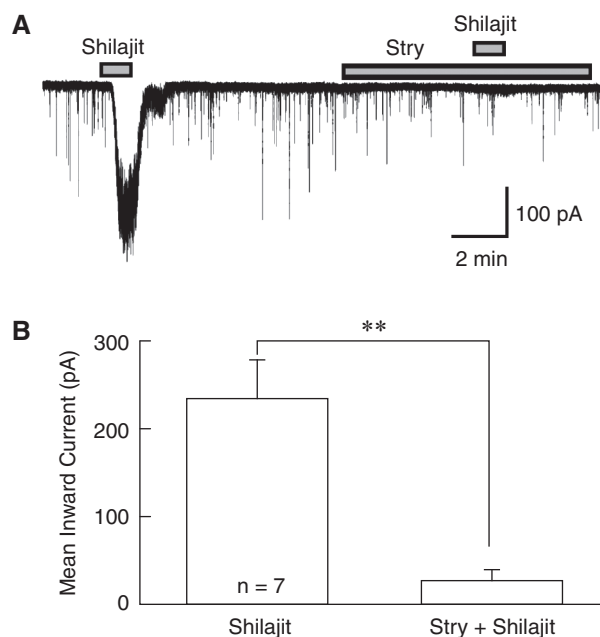 A
Shilajit
Shilajit
Stry
100 pA
2 min
B
**
Mean Inward Current (pA)
300
200
100
0
n = 7
Shilajit
Stry + Shilajit